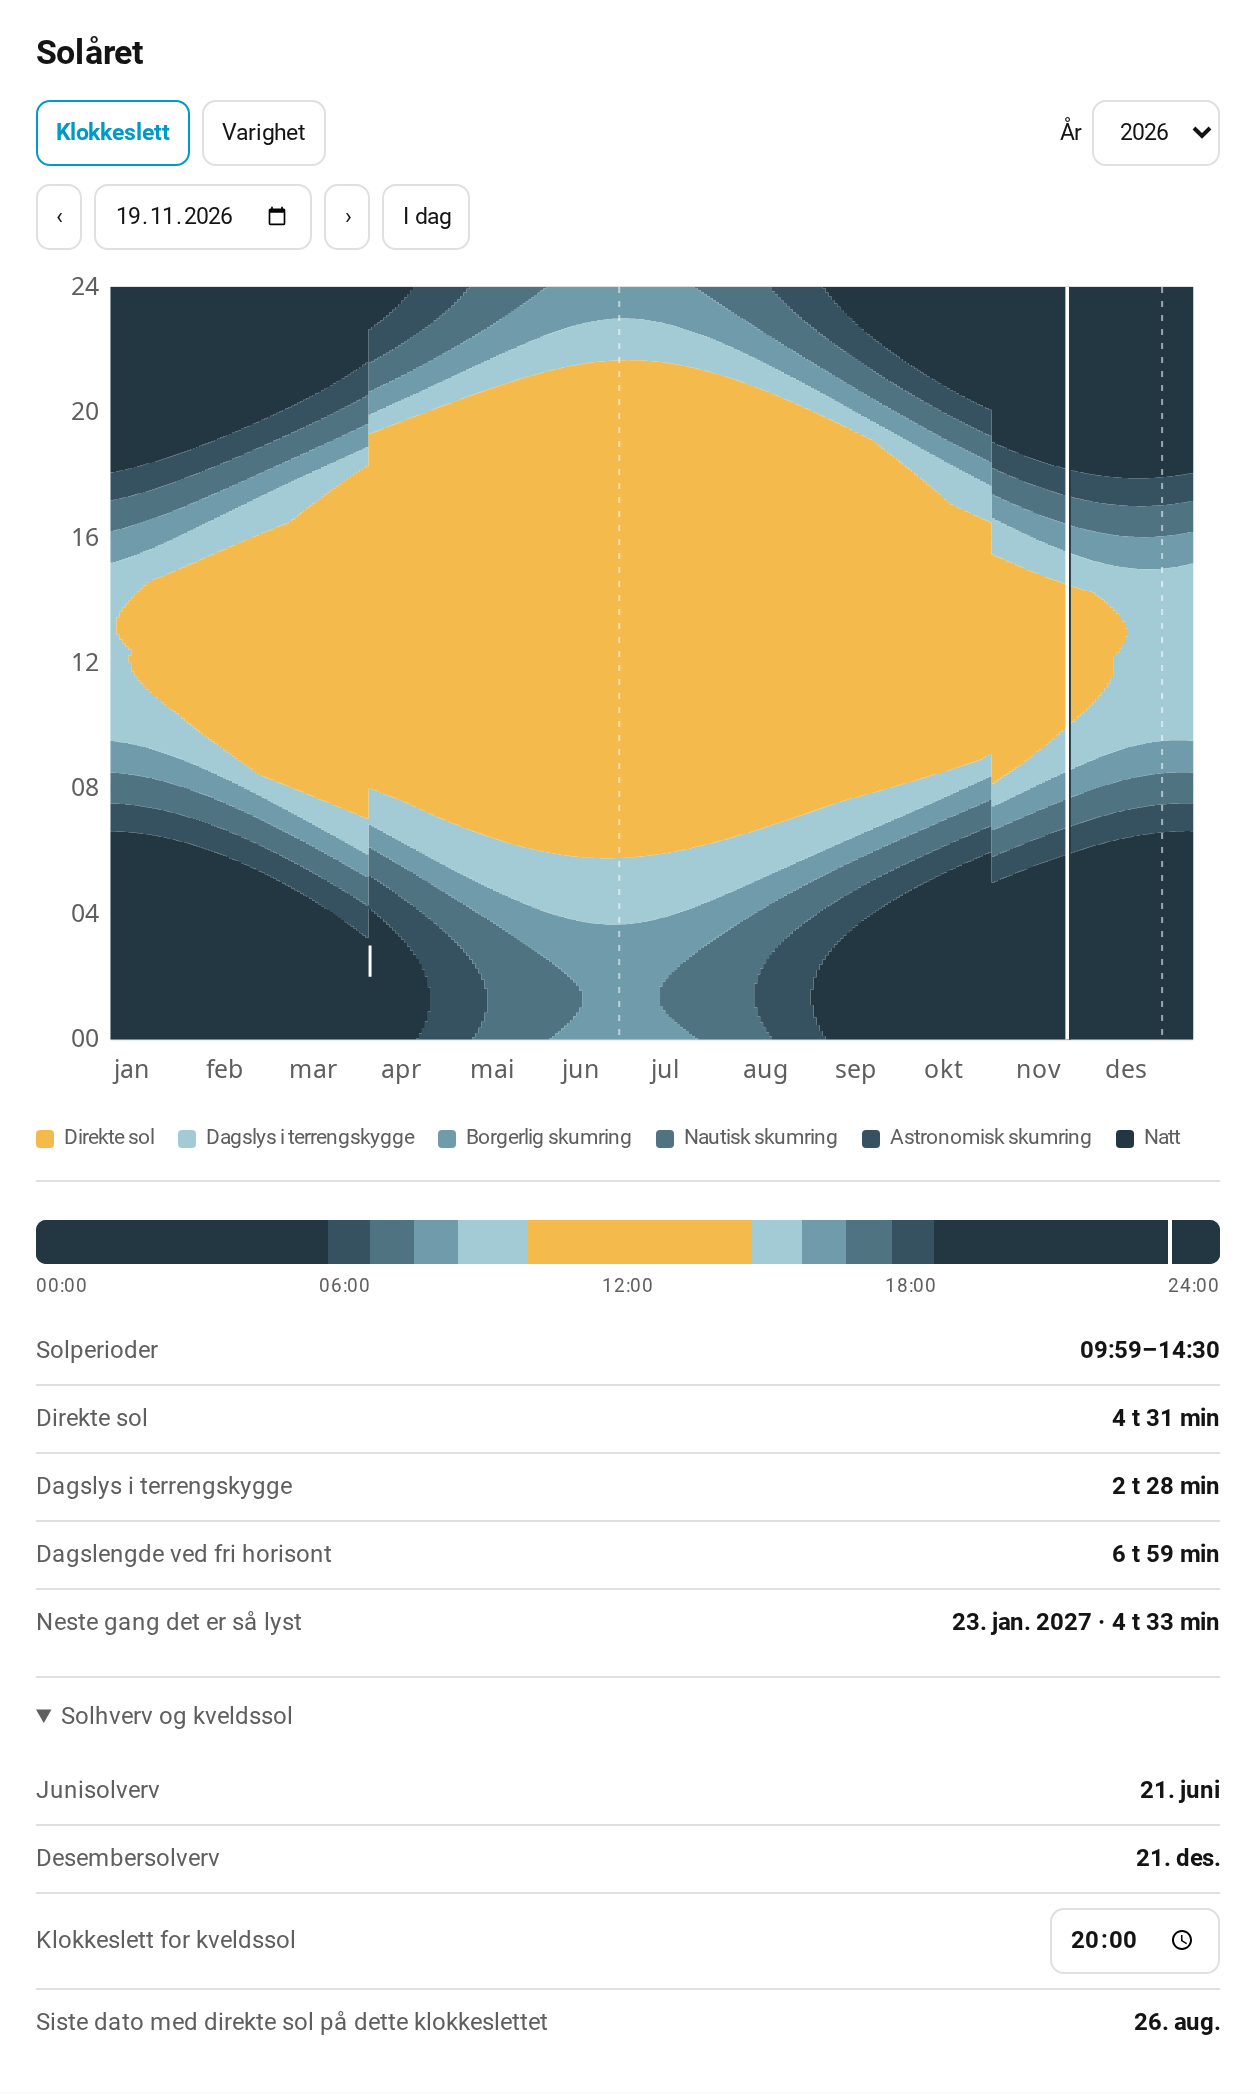 Solåret
Klokkeslett Varighet År 2026
‹ 19.11.2026 › I dag
24
20
16
12
08
04
00
jan feb mar apr mai jun jul aug sep okt nov des
Direkte sol Dagslys i terrengskygge Borgerlig skumring Nautisk skumring Astronomisk skumring Natt
00:00 06:00 12:00 18:00 24:00
Solperioder 09:59–14:30
Direkte sol 4 t 31 min
Dagslys i terrengskygge 2 t 28 min
Dagslengde ved fri horisont 6 t 59 min
Neste gang det er så lyst 23. jan. 2027 · 4 t 33 min
▼ Solhverv og kveldssol
Junisolverv 21. juni
Desembersolverv 21. des.
Klokkeslett for kveldssol 20:00
Siste dato med direkte sol på dette klokkeslettet 26. aug.